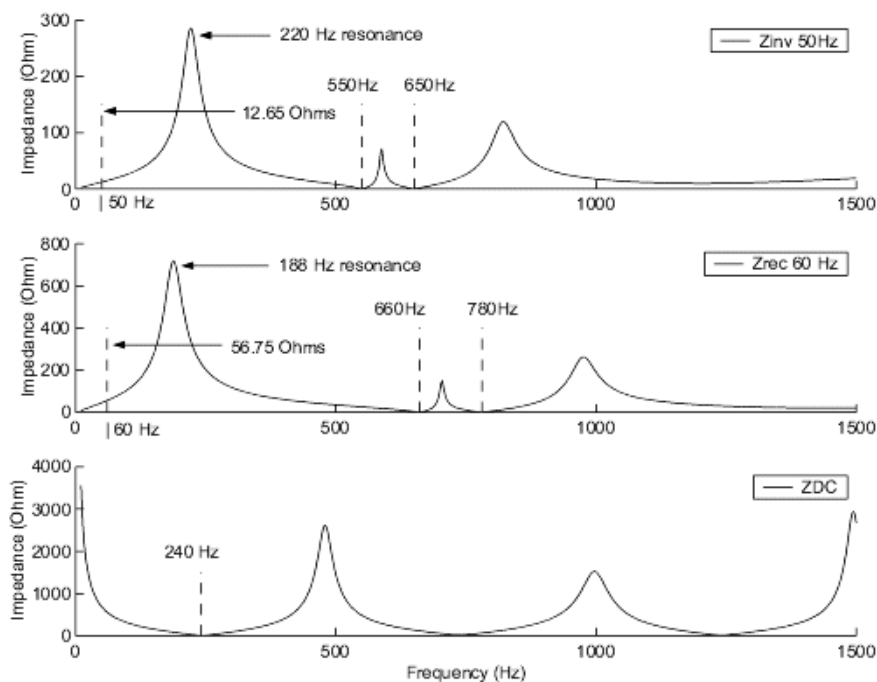 300
200
100
0
Impedance (Ohm)
220 Hz resonance
12.65 Ohms
550Hz 650Hz
Zinv 50Hz
0 500 1000 1500
| 50 Hz
800
600
400
200
0
Impedance (Ohm)
188 Hz resonance
56.75 Ohms
660Hz 780Hz
Zrec 60 Hz
0 500 1000 1500
| 60 Hz
4000
3000
2000
1000
0
Impedance (Ohm)
240 Hz
ZDC
0 500 1000 1500
Frequency (Hz)